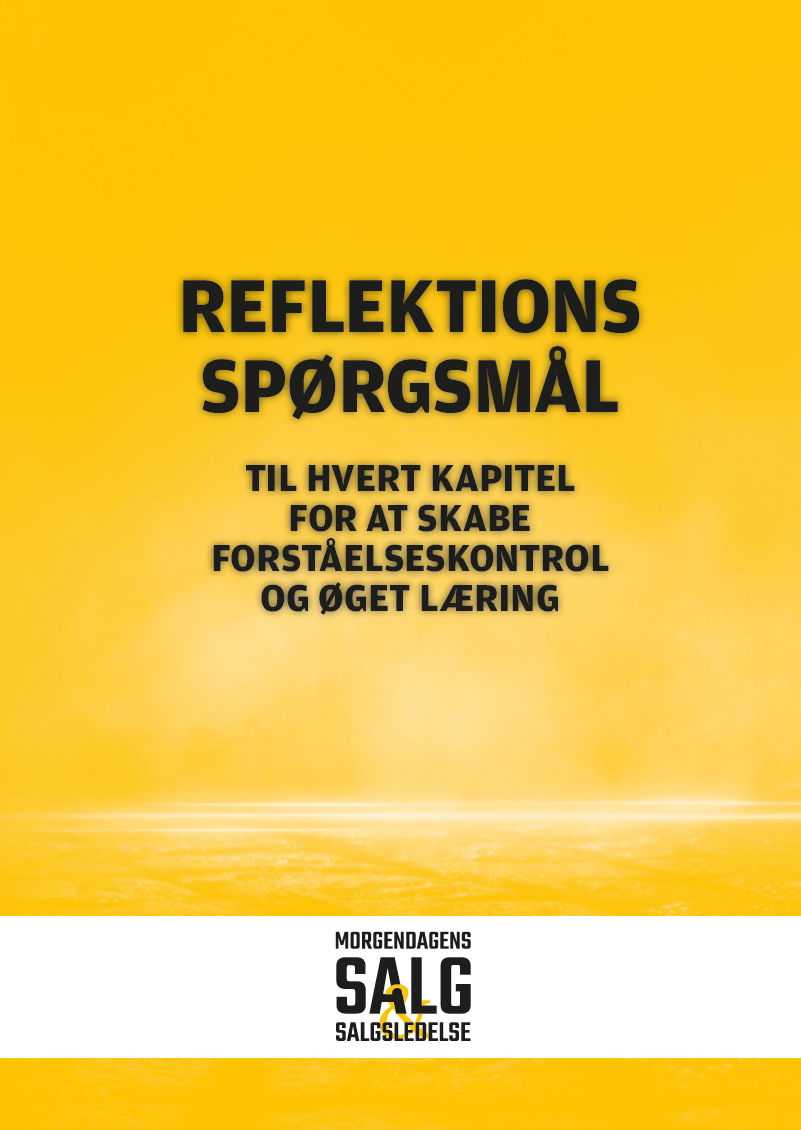 REFLEKTIONS
SPØRGSMÅL
TIL HVERT KAPITEL
FOR AT SKABE
FORSTÅELSESKONTROL
OG ØGET LÆRING
MORGENDAGENS
SALG
&
SALGSLEDELSE